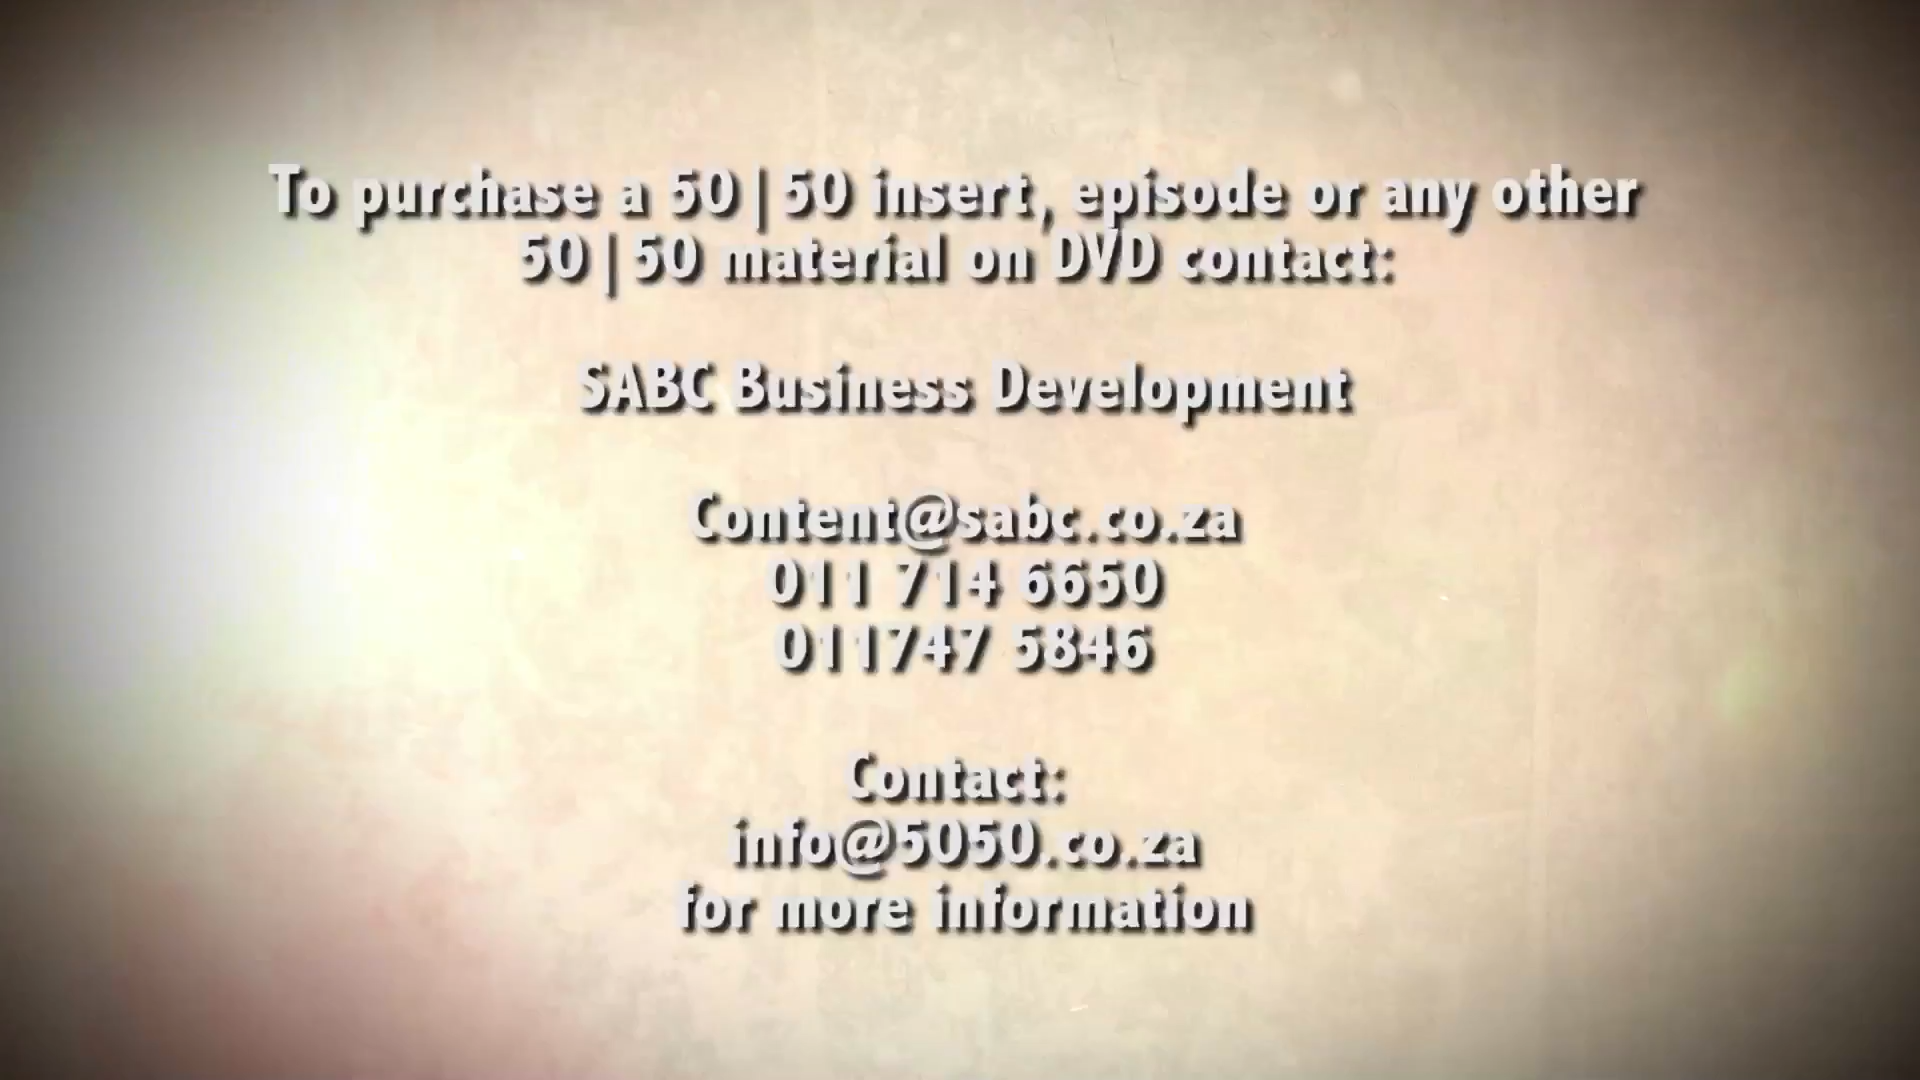 To purchase a 50|50 insert, episode or any other
50|50 material on DVD contact:
SABC Business Development
Content@sabc.co.za
011 714 6650
011747 5846
Contact:
info@5050.co.za
for more information